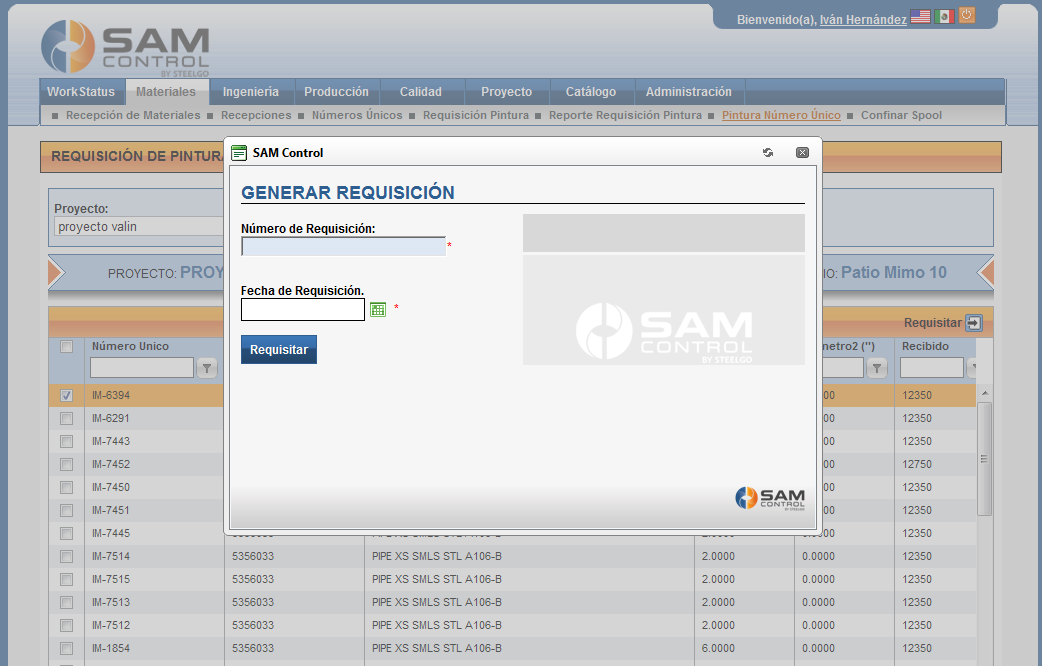 Bienvenido(a), Iván Hernández
SAM
CONTROL
BY STEELGO
WorkStatus Materiales Ingeniería Producción Calidad Proyecto Catálogo Administración
Recepción de Materiales Recepciones Números Únicos Requisición Pintura Reporte Requisición Pintura Pintura Número Único Confinar Spool
REQUISICIÓN DE PINTURA
SAM Control
GENERAR REQUISICIÓN
Proyecto:
proyecto valin
Número de Requisición:
*
PROYECTO: PROY
IO: Patio Mimo 10
Fecha de Requisición.
*
Requisitar
SAM
CONTROL
BY STEELGO
Requisitar
Número Unico
metro2 (") Recibido
IM-6394 00 12350
IM-6291 00 12350
IM-7443 00 12350
IM-7452 00 12750
IM-7450 00 12350
SAM
CONTROL
BY STEELGO
IM-7451 00 12350
IM-7445 12350
IM-7514 5356033 PIPE XS SMLS STL A106-B 2.0000 0.0000 12350
IM-7515 5356033 PIPE XS SMLS STL A106-B 2.0000 0.0000 12350
IM-7513 5356033 PIPE XS SMLS STL A106-B 2.0000 0.0000 12350
IM-7512 5356033 PIPE XS SMLS STL A106-B 2.0000 0.0000 12350
IM-1854 5356033 PIPE XS SMLS STL A106-B 6.0000 0.0000 12350